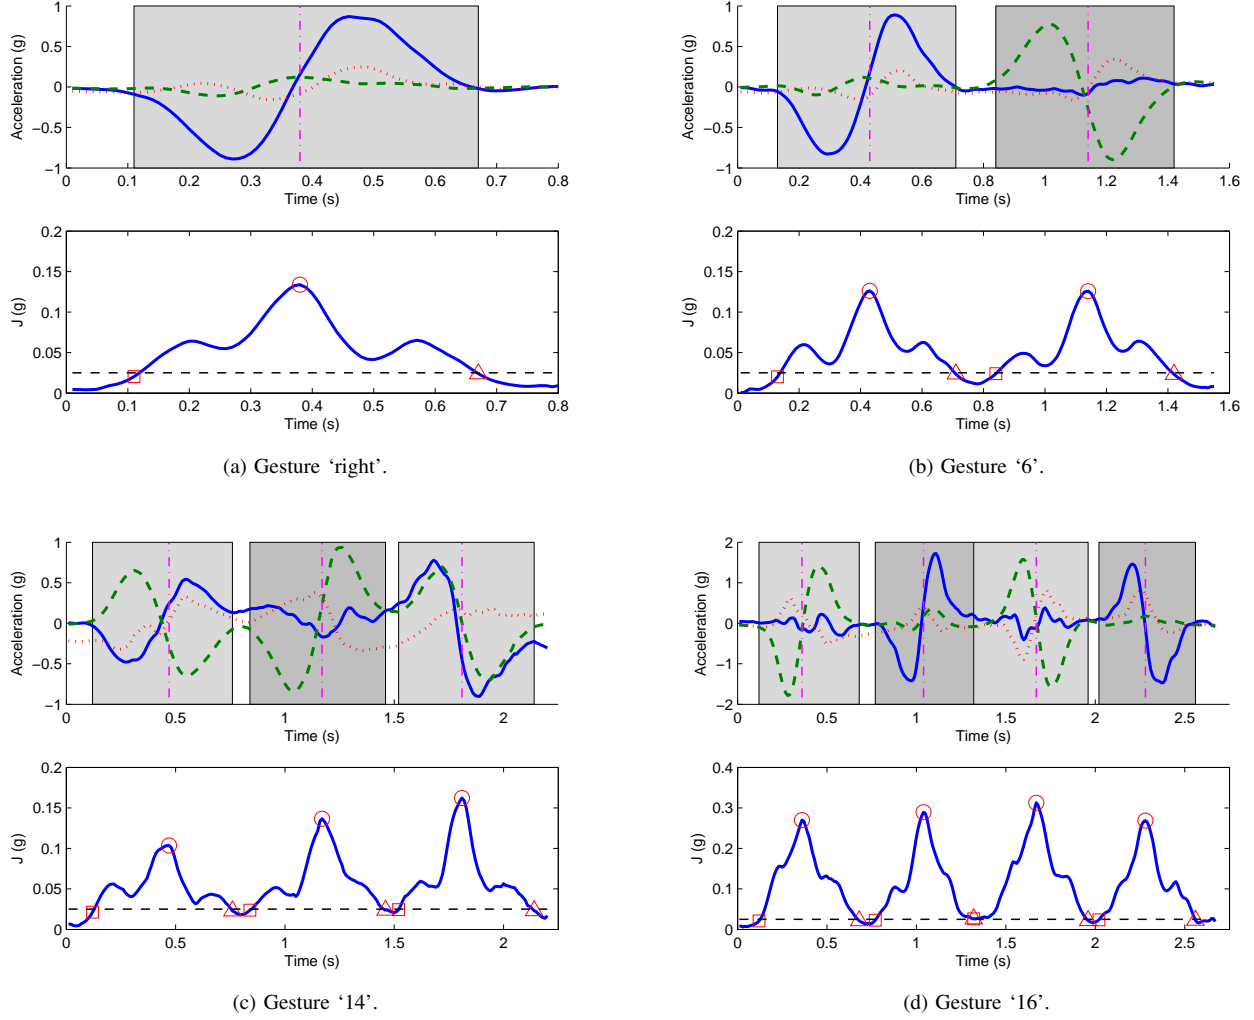 1
0.5
0
−0.5
−1
Acceleration (g)
0 0.1 0.2 0.3 0.4 0.5 0.6 0.7 0.8
Time (s)
0.2
0.15
0.1
0.05
0
J (g)
0 0.1 0.2 0.3 0.4 0.5 0.6 0.7 0.8
Time (s)
(a) Gesture ‘right’.
1
0.5
0
−0.5
−1
Acceleration (g)
0 0.2 0.4 0.6 0.8 1 1.2 1.4 1.6
Time (s)
0.2
0.15
0.1
0.05
0
J (g)
0 0.2 0.4 0.6 0.8 1 1.2 1.4 1.6
Time (s)
(b) Gesture ‘6’.
1
0.5
0
−0.5
−1
Acceleration (g)
0 0.5 1 1.5 2
Time (s)
0.2
0.15
0.1
0.05
0
J (g)
0 0.5 1 1.5 2
Time (s)
(c) Gesture ‘14’.
2
1
0
−1
−2
Acceleration (g)
0 0.5 1 1.5 2 2.5
Time (s)
0.4
0.3
0.2
0.1
0
J (g)
0 0.5 1 1.5 2 2.5
Time (s)
(d) Gesture ‘16’.